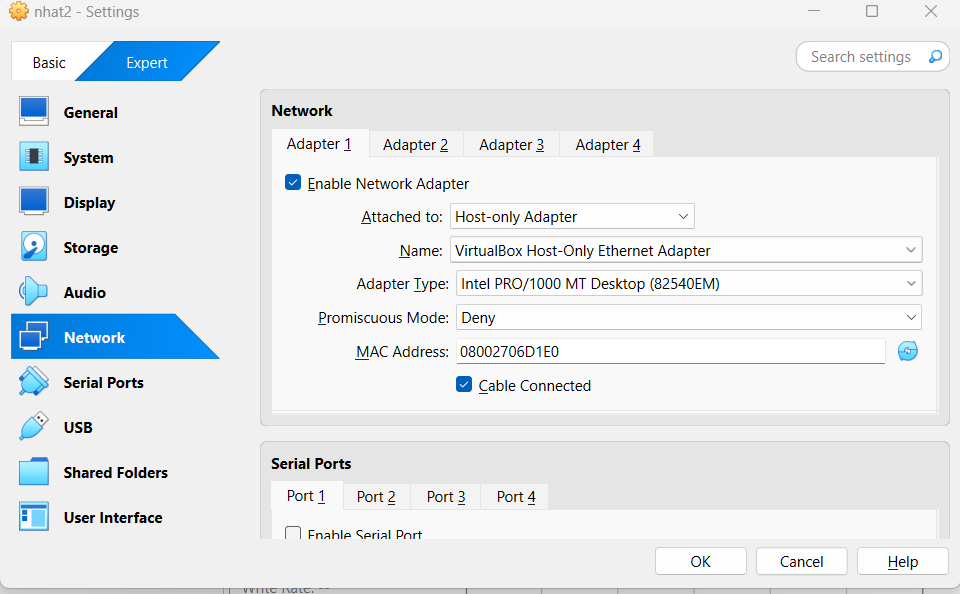 nhat2 - Settings
Basic
Expert
Search settings
General
System
Display
Storage
Audio
Network
Serial Ports
USB
Shared Folders
User Interface
Network
Adapter 1 Adapter 2 Adapter 3 Adapter 4
Enable Network Adapter
Attached to: Host-only Adapter
Name: VirtualBox Host-Only Ethernet Adapter
Adapter Type: Intel PRO/1000 MT Desktop (82540EM)
Promiscuous Mode: Deny
MAC Address: 08002706D1E0
Cable Connected
Serial Ports
Port 1 Port 2 Port 3 Port 4
Enable Serial Port
OK Cancel Help
Write Rate: --